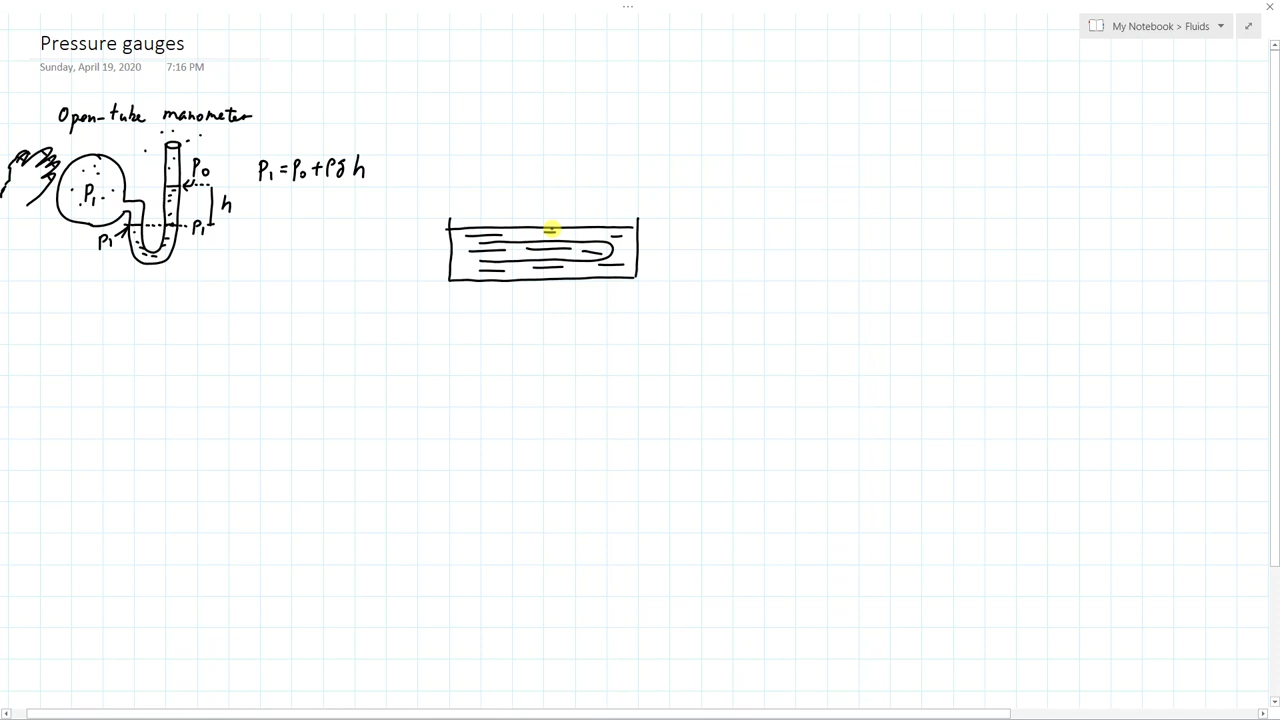 My Notebook > Fluids
Pressure gauges
Sunday, April 19, 2020 7:16 PM
Open-tube manometer
P₁
P₀
h
P₁
P₁
P₁ = P₀ + ρg h